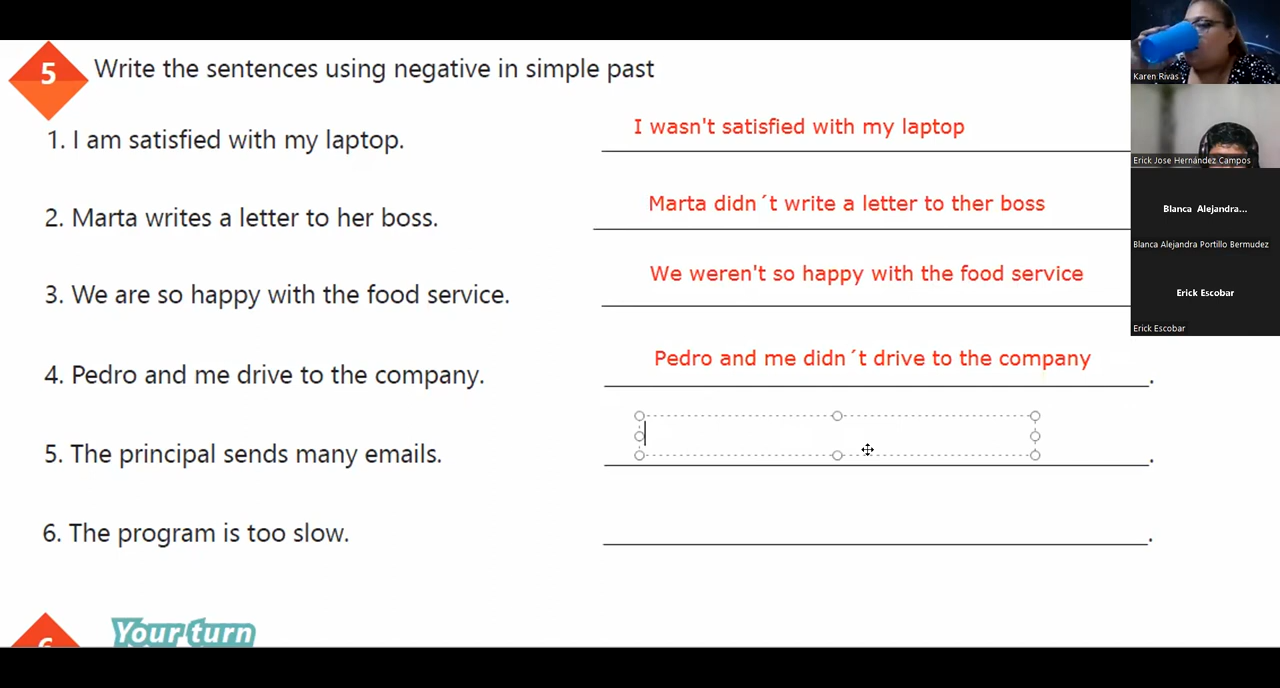 5 Write the sentences using negative in simple past
1. I am satisfied with my laptop. I wasn't satisfied with my laptop
2. Marta writes a letter to her boss. Marta didn´t write a letter to ther boss
3. We are so happy with the food service. We weren't so happy with the food service
4. Pedro and me drive to the company. Pedro and me didn´t drive to the company.
5. The principal sends many emails. .
6. The program is too slow. .
Your turn
Karen Rivas
Erick Jose Hernández Campos
Blanca Alejandra...
Blanca Alejandra Portillo Bermudez
Erick Escobar
Erick Escobar